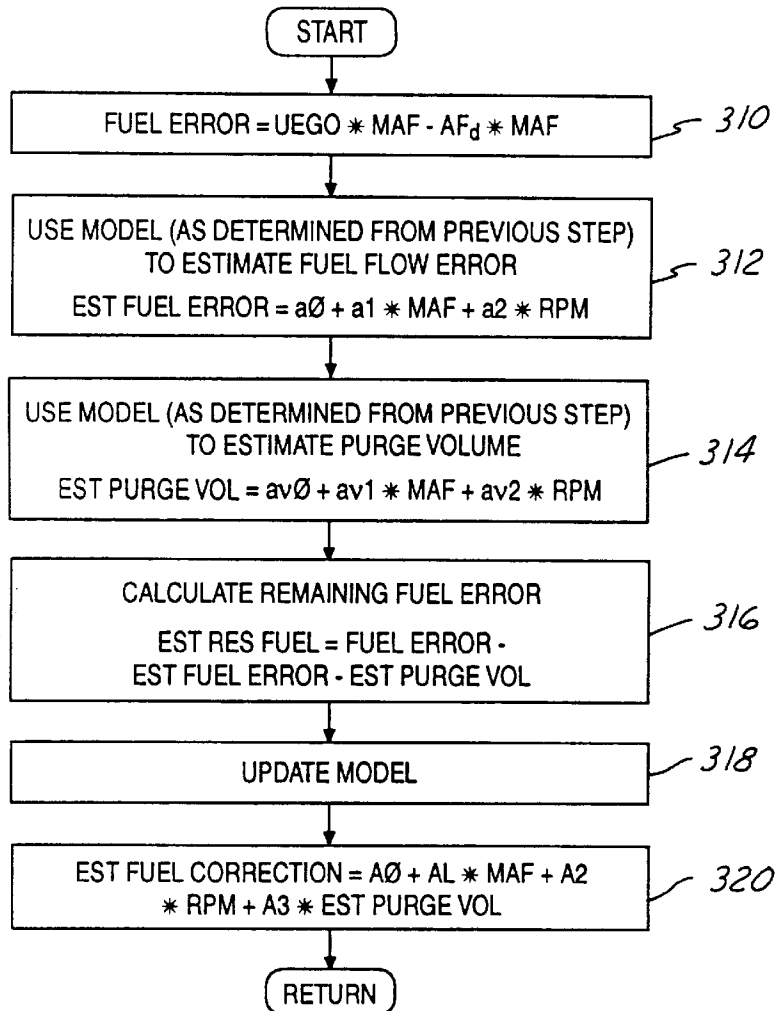 START
FUEL ERROR = UEGO * MAF - AFd * MAF
310
USE MODEL (AS DETERMINED FROM PREVIOUS STEP)
TO ESTIMATE FUEL FLOW ERROR
EST FUEL ERROR = aØ + a1 * MAF + a2 * RPM
312
USE MODEL (AS DETERMINED FROM PREVIOUS STEP)
TO ESTIMATE PURGE VOLUME
EST PURGE VOL = avØ + av1 * MAF + av2 * RPM
314
CALCULATE REMAINING FUEL ERROR
EST RES FUEL = FUEL ERROR -
EST FUEL ERROR - EST PURGE VOL
316
UPDATE MODEL
318
EST FUEL CORRECTION = AØ + AL * MAF + A2
* RPM + A3 * EST PURGE VOL
320
RETURN